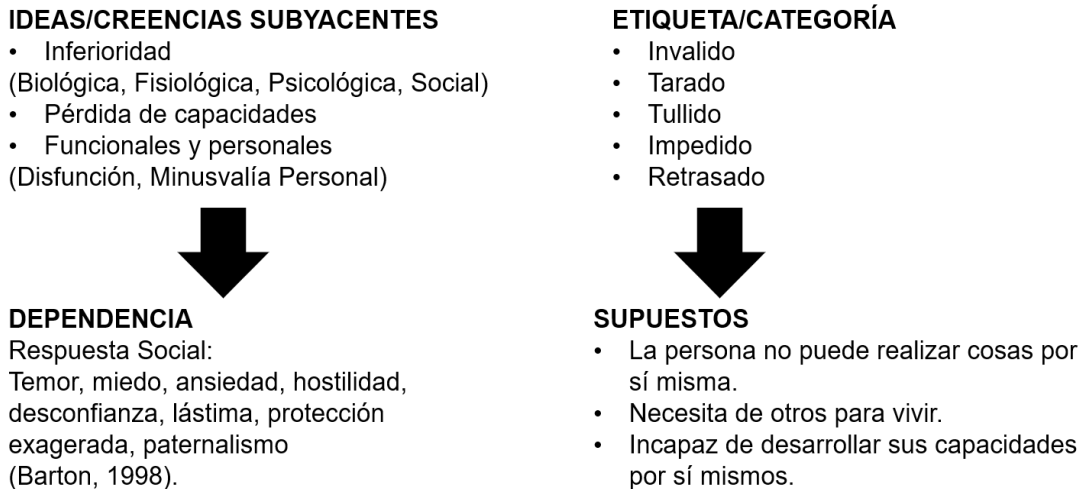 IDEAS/CREENCIAS SUBYACENTES
• Inferioridad
(Biológica, Fisiológica, Psicológica, Social)
• Pérdida de capacidades
• Funcionales y personales
(Disfunción, Minusvalía Personal)
DEPENDENCIA
Respuesta Social:
Temor, miedo, ansiedad, hostilidad,
desconfianza, lástima, protección
exagerada, paternalismo
(Barton, 1998).
ETIQUETA/CATEGORÍA
• Invalido
• Tarado
• Tullido
• Impedido
• Retrasado
SUPUESTOS
• La persona no puede realizar cosas por
sí misma.
• Necesita de otros para vivir.
• Incapaz de desarrollar sus capacidades
por sí mismos.